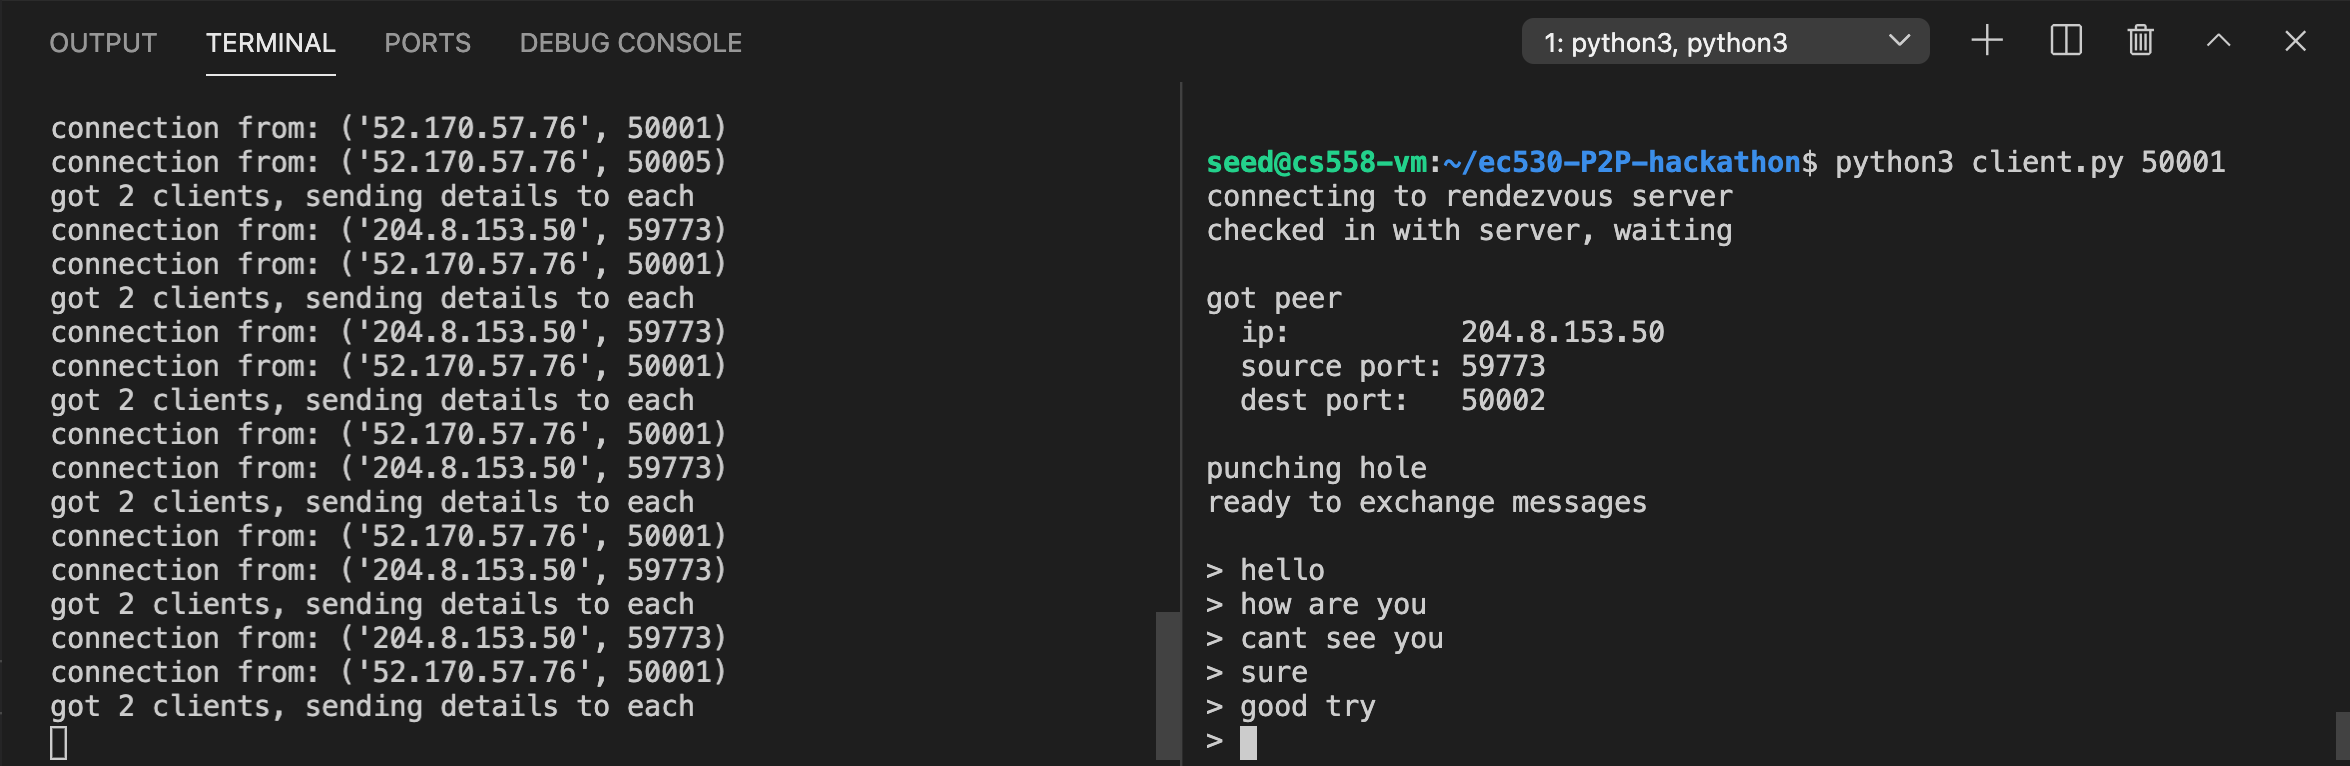 OUTPUT TERMINAL PORTS DEBUG CONSOLE 1: python3, python3
connection from: ('52.170.57.76', 50001)
connection from: ('52.170.57.76', 50005)
got 2 clients, sending details to each
connection from: ('204.8.153.50', 59773)
connection from: ('52.170.57.76', 50001)
got 2 clients, sending details to each
connection from: ('204.8.153.50', 59773)
connection from: ('52.170.57.76', 50001)
got 2 clients, sending details to each
connection from: ('52.170.57.76', 50001)
connection from: ('204.8.153.50', 59773)
got 2 clients, sending details to each
connection from: ('52.170.57.76', 50001)
connection from: ('204.8.153.50', 59773)
got 2 clients, sending details to each
connection from: ('204.8.153.50', 59773)
connection from: ('52.170.57.76', 50001)
got 2 clients, sending details to each
seed@cs558-vm:~/ec530-P2P-hackathon$ python3 client.py 50001
connecting to rendezvous server
checked in with server, waiting
got peer
ip: 204.8.153.50
source port: 59773
dest port: 50002
punching hole
ready to exchange messages
> hello
> how are you
> cant see you
> sure
> good try
>